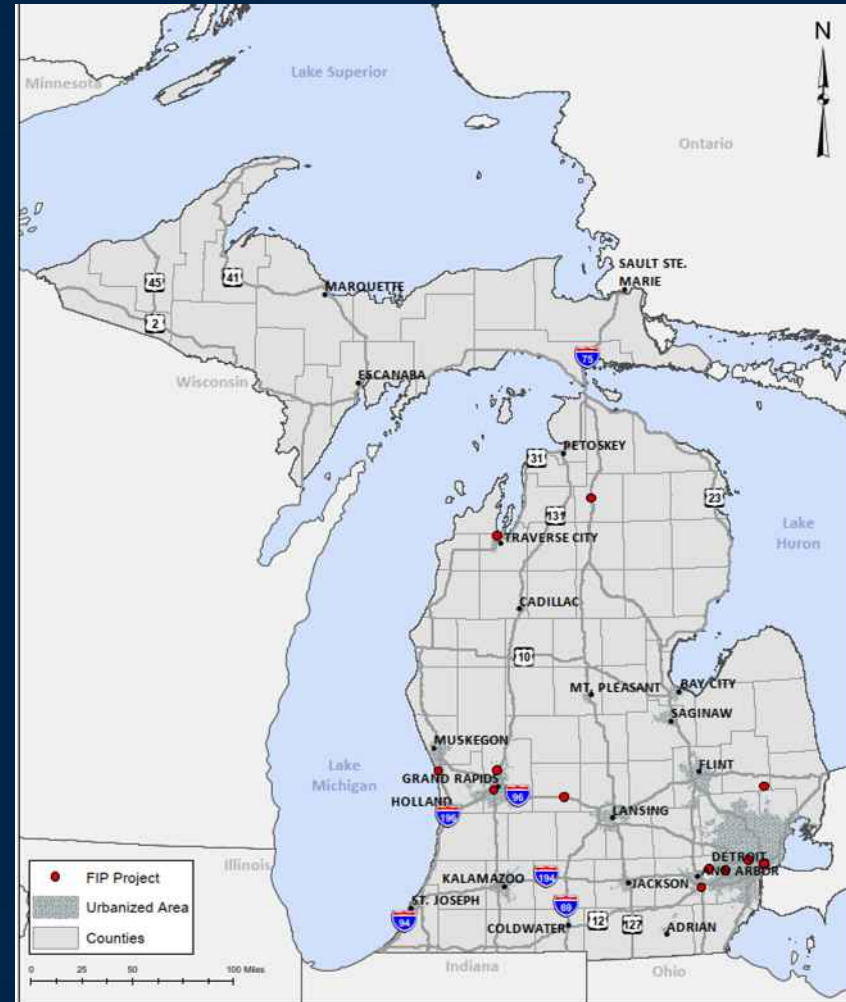 N
Minnesota
Lake Superior
Ontario
SAULT STE.
MARIE
45
41
MARQUETTE
2
75
Wisconsin
ESCANABA
PETOSKEY
31
23
131
Lake
Huron
TRAVERSE CITY
CADILLAC
10
MT. PLEASANT
BAY CITY
SAGINAW
MUSKEGON
Lake
Michigan
FLINT
GRAND RAPIDS
96
HOLLAND
196
LANSING
Illinois
DETROIT
ANN ARBOR
KALAMAZOO
194
JACKSON
ST. JOSEPH
69
94
COLDWATER
12
127
ADRIAN
Indiana
Ohio
FIP Project
Urbanized Area
Counties
0 25 50 100 Miles